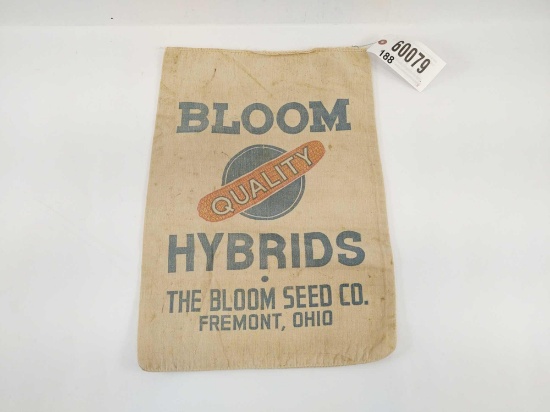 60079
188
BLOOM
QUALITY
HYBRIDS
THE BLOOM SEED CO.
FREMONT, OHIO